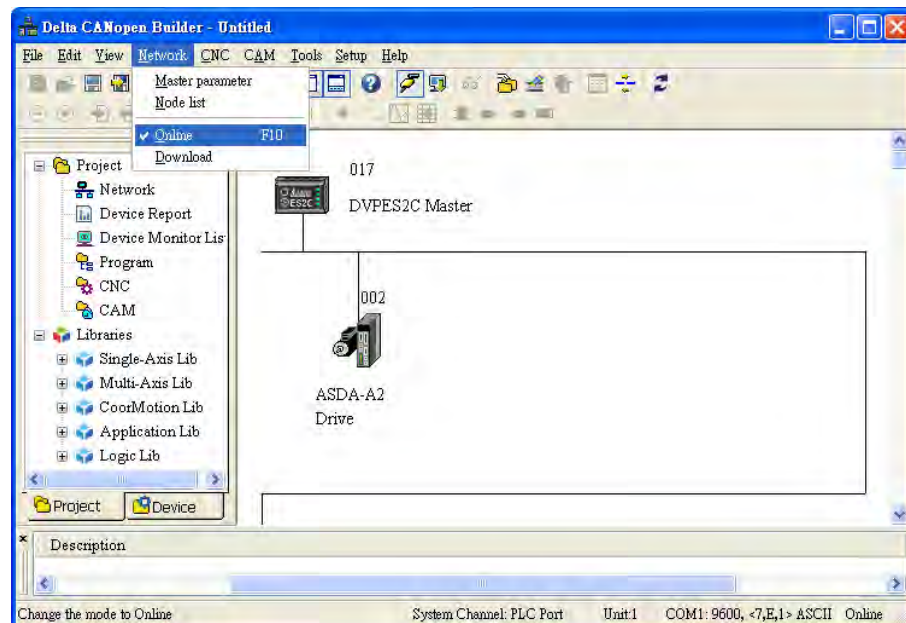 Delta CANopen Builder - Untitled
File Edit View Network CNC CAM Tools Setup Help
Master parameter
Node list
Online F10
Download
Project
Network
Device Report
Device Monitor Lis
Program
CNC
CAM
Libraries
Single-Axis Lib
Multi-Axis Lib
CoorMotion Lib
Application Lib
Logic Lib
Project Device
017
ES2C
DVPES2C Master
002
ASDA-A2
Drive
Description
Change the mode to Online System Channel: PLC Port Unit:1 COM1: 9600, <7,E,1> ASCII Online